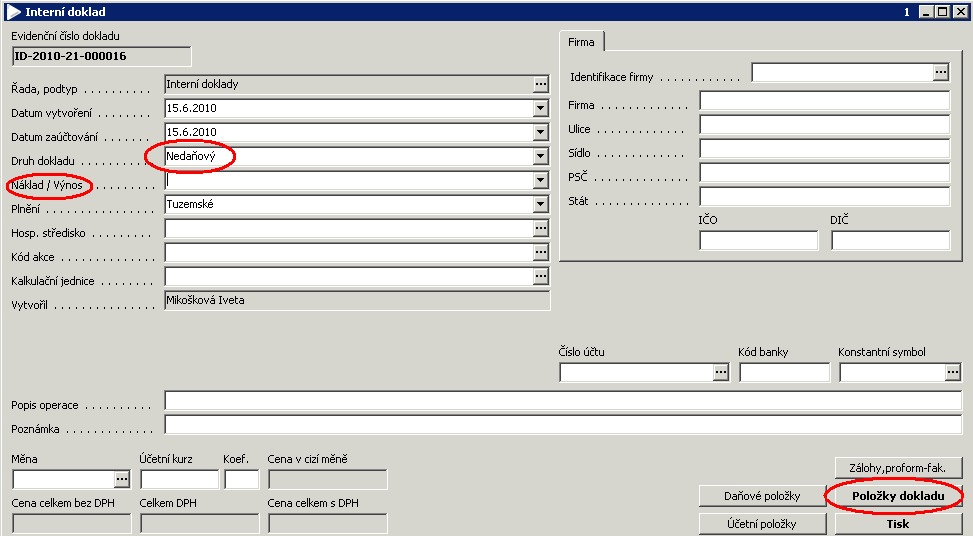 Interní doklad 1
Evidenční číslo dokladu
ID-2010-21-000016
Řada, podtyp . . . . . . . . . . Interní doklady ...
Datum vytvoření . . . . . . . . 15.6.2010
Datum zaúčtování . . . . . . . 15.6.2010
Druh dokladu . . . . . . . . . . Nedaňový
Náklad / Výnos . . . . . . . . .
Plnění . . . . . . . . . . . . . . . Tuzemské
Hosp. středisko . . . . . . . . . ...
Kód akce . . . . . . . . . . . . . ...
Kalkulační jednice . . . . . . . ...
Vytvořil . . . . . . . . . . . . . . Mikošková Iveta
Firma
Identifikace firmy . . . . . . . . . . . . ...
Firma . . . . . . . . . . . . .
Ulice . . . . . . . . . . . . . .
Sídlo . . . . . . . . . . . . . .
PSČ . . . . . . . . . . . . . .
Stát . . . . . . . . . . . . . .
IČO DIČ
Číslo účtu Kód banky Konstantní symbol
... ...
Popis operace . . . . . . . . . .
Poznámka . . . . . . . . . . . . .
Měna Účetní kurz Koef. Cena v cizí měně
...
Cena celkem bez DPH Celkem DPH Cena celkem s DPH
Zálohy,proform-fak.
Daňové položky Položky dokladu
Účetní položky Tisk